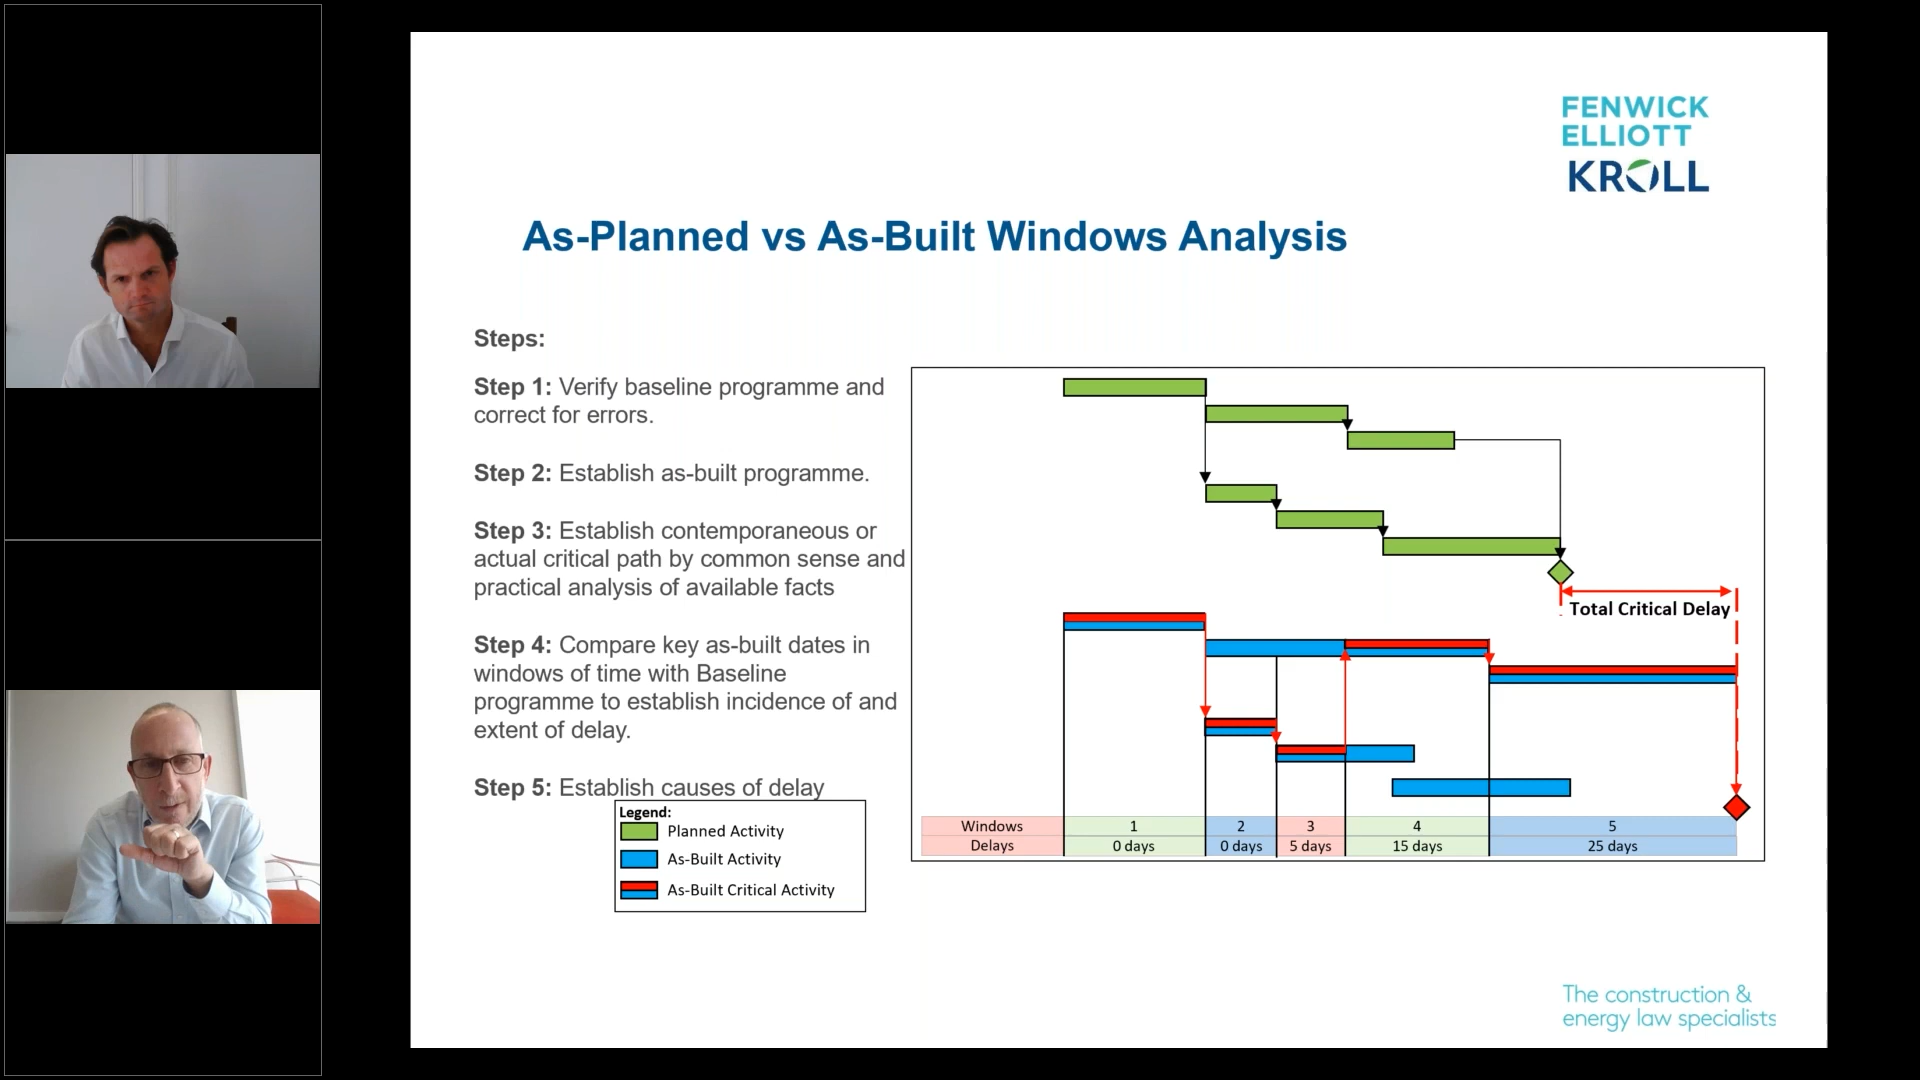 FENWICK
ELLIOTT
KROLL
As-Planned vs As-Built Windows Analysis
Steps:
Step 1: Verify baseline programme and
correct for errors.
Step 2: Establish as-built programme.
Step 3: Establish contemporaneous or
actual critical path by common sense and
practical analysis of available facts
Step 4: Compare key as-built dates in
windows of time with Baseline
programme to establish incidence of and
extent of delay.
Step 5: Establish causes of delay
Legend:
Planned Activity
As-Built Activity
As-Built Critical Activity
Total Critical Delay
Windows 1 2 3 4 5
Delays 0 days 0 days 5 days 15 days 25 days
The construction &
energy law specialists